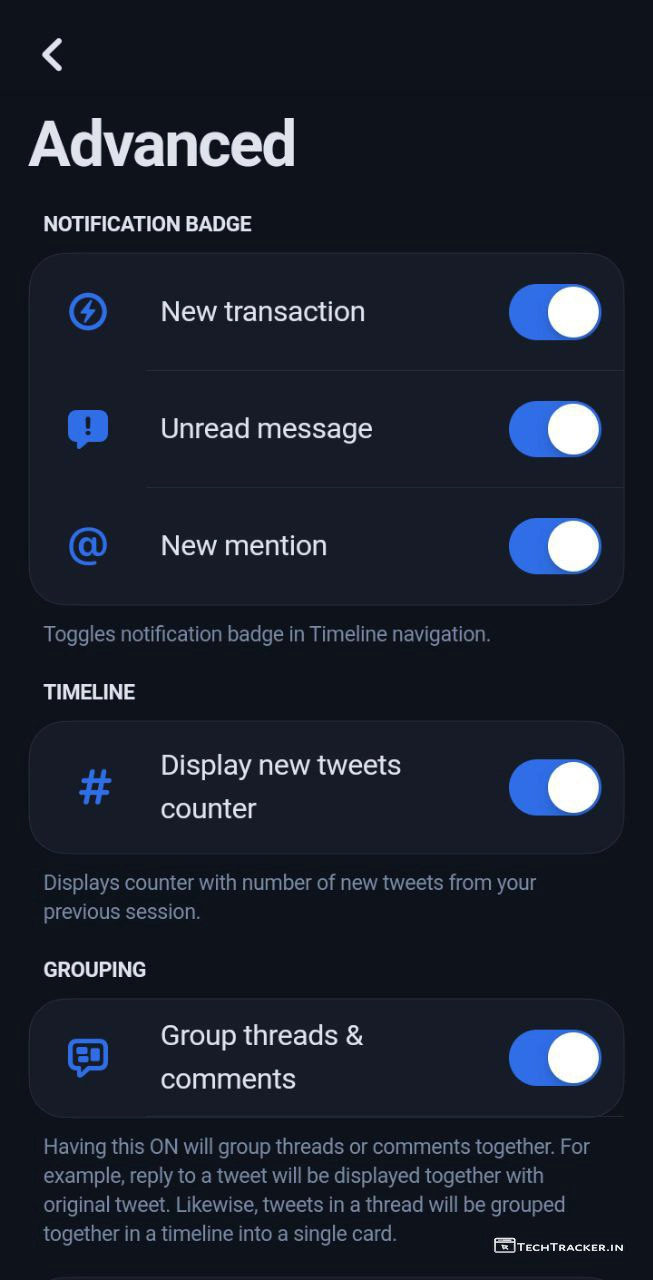 Advanced
NOTIFICATION BADGE
New transaction
Unread message
New mention
Toggles notification badge in Timeline navigation.
TIMELINE
Display new tweets
counter
Displays counter with number of new tweets from your
previous session.
GROUPING
Group threads &
comments
Having this ON will group threads or comments together. For
example, reply to a tweet will be displayed together with
original tweet. Likewise, tweets in a thread will be grouped
together in a timeline into a single card.
TECHTRACKER.IN